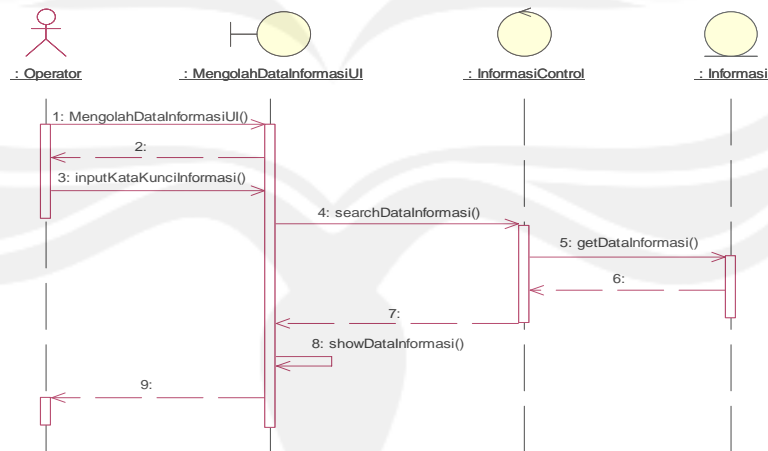 : Operator
: MengolahDataInformasiUI
: InformasiControl
: Informasi
1: MengolahDataInformasiUI()
2:
3: inputKataKunciInformasi()
4: searchDataInformasi()
5: getDataInformasi()
6:
7:
8: showDataInformasi()
9: